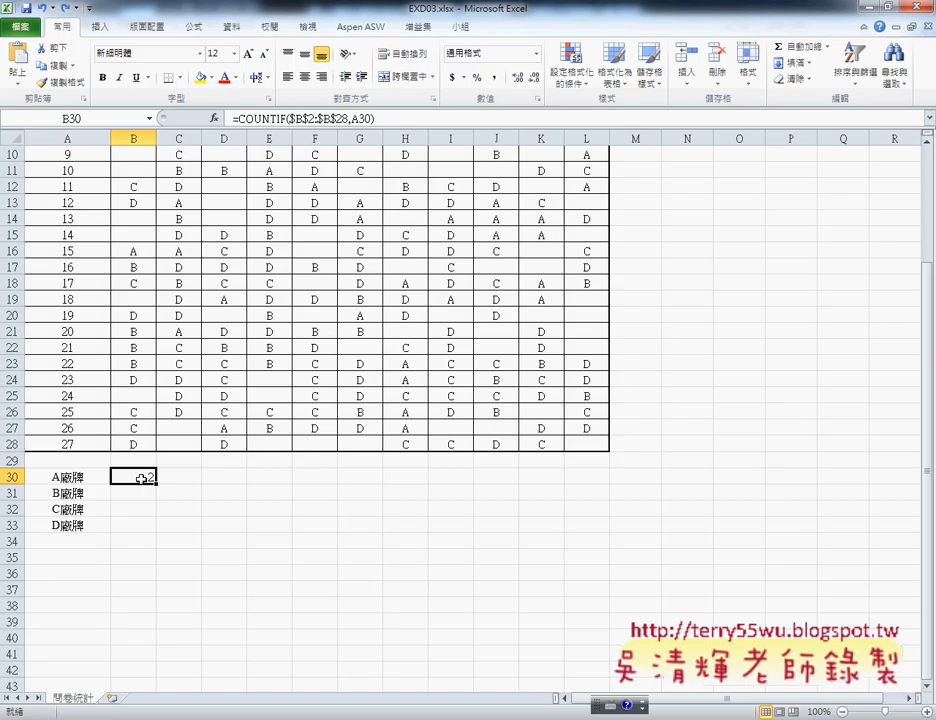 EXD03.xlsx - Microsoft Excel
檔案 常用 插入 版面配置 公式 資料 校閱 檢視 Aspen ASW 增益集 小組
貼上 剪下 複製 複製格式 剪貼簿
新細明體 12 B I U 字型
自動換列 跨欄置中 對齊方式
通用格式 $ % , 數值
設定格式化的條件 格式化為表格 儲存格樣式 樣式
插入 刪除 格式 儲存格
Σ 自動加總 填滿 清除 排序與篩選 尋找與選取 編輯
B30 fx =COUNTIF($B$2:$B$28,A30)
A B C D E F G H I J K L M N O P Q R
10 9 C D C D B A
11 10 B B A D C D C
12 11 C D B A B C D A
13 12 D A D D A D D A C
14 13 B D D A A A A D
15 14 D D B D C D A A
16 15 A A C D C D D C C
17 16 B D D D B D C D
18 17 C B C C D A D C A B
19 18 D A D D B D A D A
20 19 D D B A D D
21 20 B A D D B B D D
22 21 B C B B D C D D
23 22 B C C B C D A C C B D
24 23 D D C C D A C B C D
25 24 D D C D C C C D B
26 25 C D C C C B A D B C
27 26 C A B D D A D D
28 27 D D C C D C
29
30 A廠牌 2
31 B廠牌
32 C廠牌
33 D廠牌
34
35
36
37
38
39
40
41
42
43
http://terry55wu.blogspot.tw
吳清輝老師錄製
問卷統計
就緒 100%